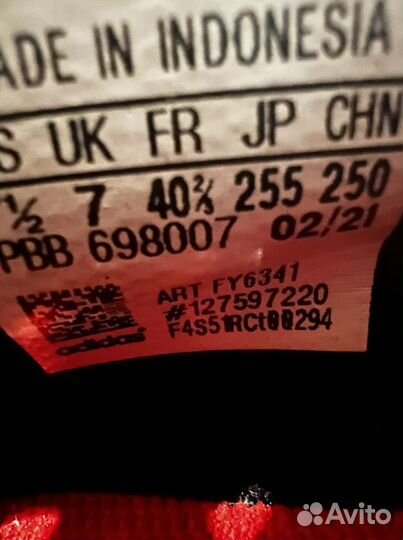 ADE IN INDONESIA
S UK FR JP CHN
½ 7 40⅔ 255 250
PBB 698007 02/21
ART FY6341
#127597220
adidas
Avito